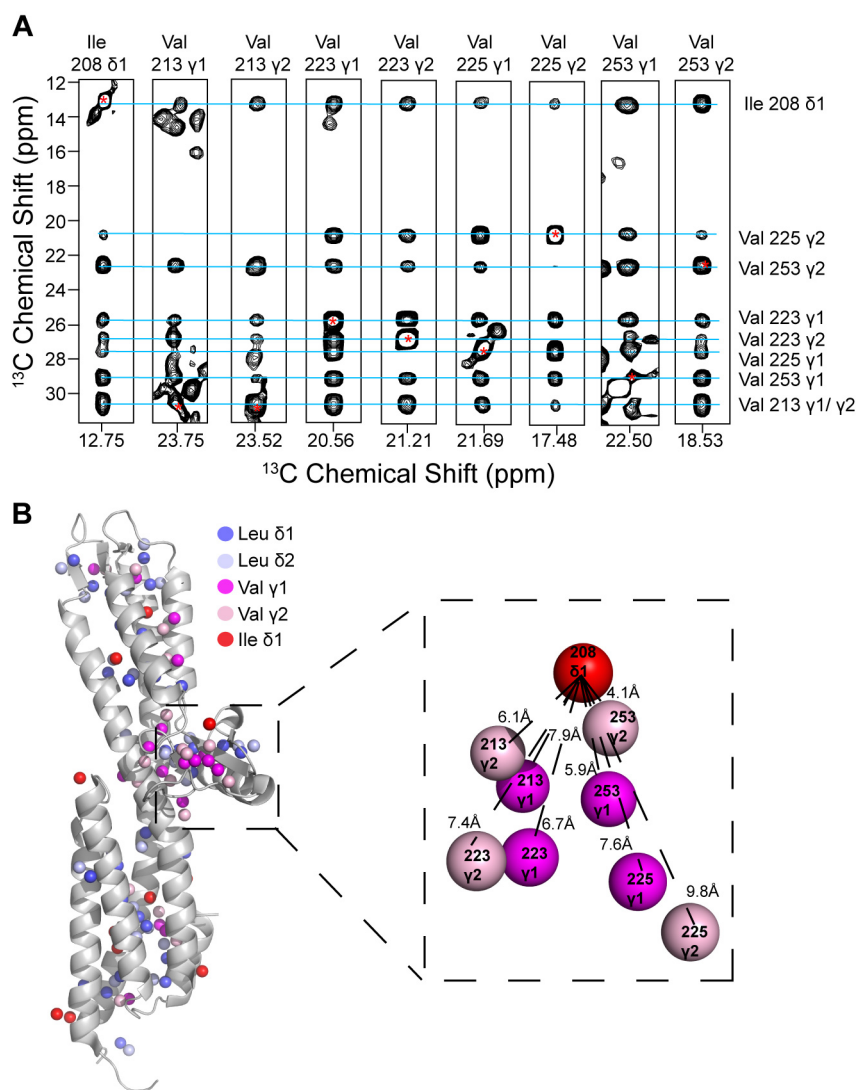 A
Ile Val Val Val Val Val Val Val Val
208 δ1 213 γ1 213 γ2 223 γ1 223 γ2 225 γ1 225 γ2 253 γ1 253 γ2
12
14
16
18
20
22
24
26
28
30
13C Chemical Shift (ppm)
Ile 208 δ1
Val 225 γ2
Val 253 γ2
Val 223 γ1
Val 223 γ2
Val 225 γ1
Val 253 γ1
Val 213 γ1/ γ2
12.75 23.75 23.52 20.56 21.21 21.69 17.48 22.50 18.53
13C Chemical Shift (ppm)
B
Leu δ1
Leu δ2
Val γ1
Val γ2
Ile δ1
208
δ1
4.1Å
6.1Å
253
γ2
7.9Å
213
γ2
5.9Å
213
γ1
253
γ1
7.4Å
6.7Å
7.6Å
223
γ2
223
γ1
225
γ1
9.8Å
225
γ2